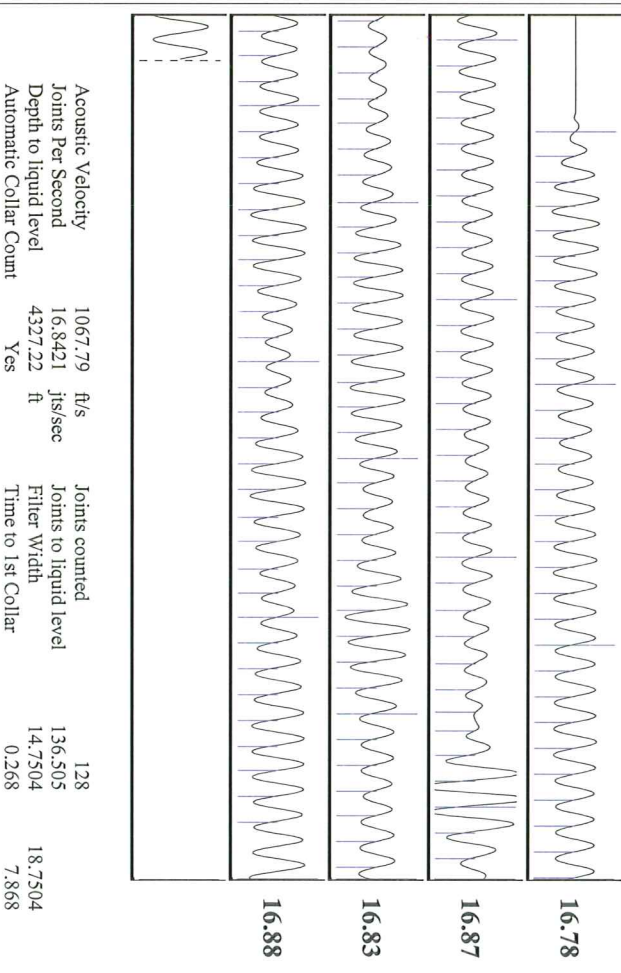 16.78
16.87
16.83
16.88
Acoustic Velocity 1067.79 ft/s Joints counted 128
Joints Per Second 16.8421 jts/sec Joints to liquid level 136.505
Depth to liquid level 4327.22 ft Filter Width 14.7504 18.7504
Automatic Collar Count Yes Time to 1st Collar 0.268 7.868